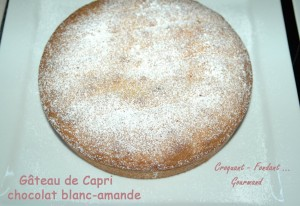 Croquant - Fondant ...
Gourmand
Gâteau de Capri
chocolat blanc-amande